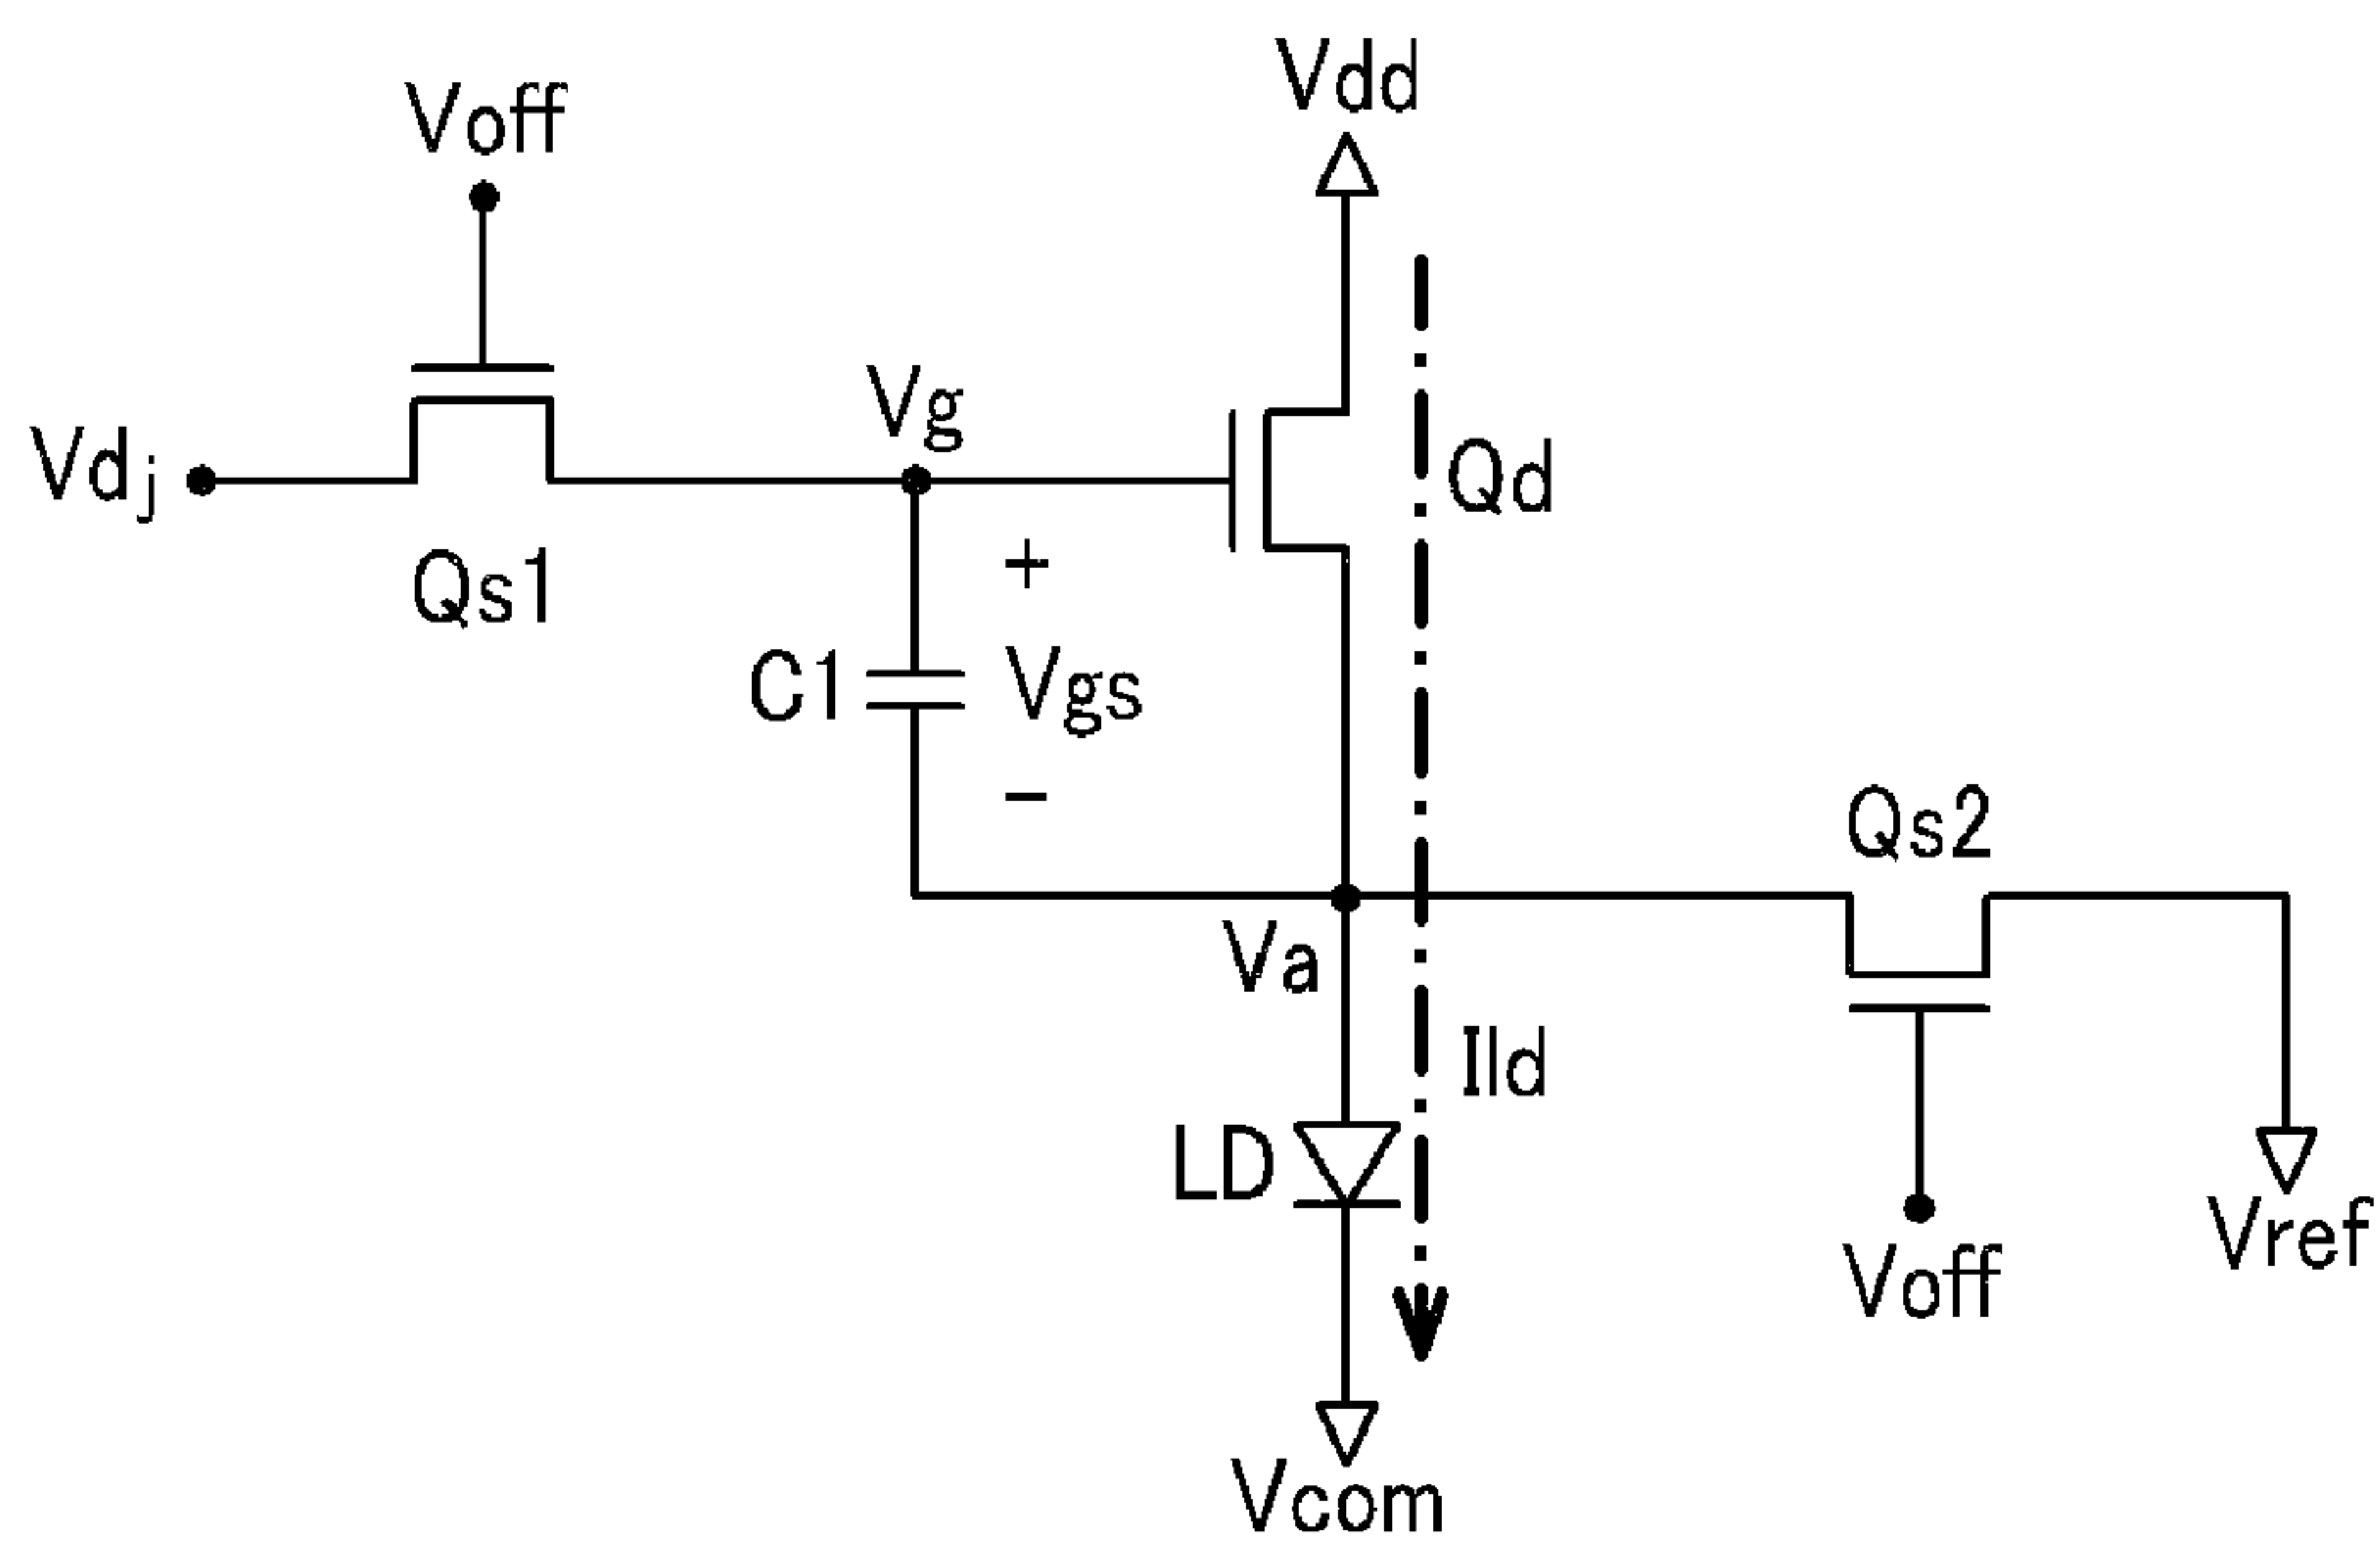 Vdd
Voff
Vg
Vdj
Qd
Qs1
+
C1
Vgs
−
Qs2
Va
Ild
LD
Vref
Voff
Vcom